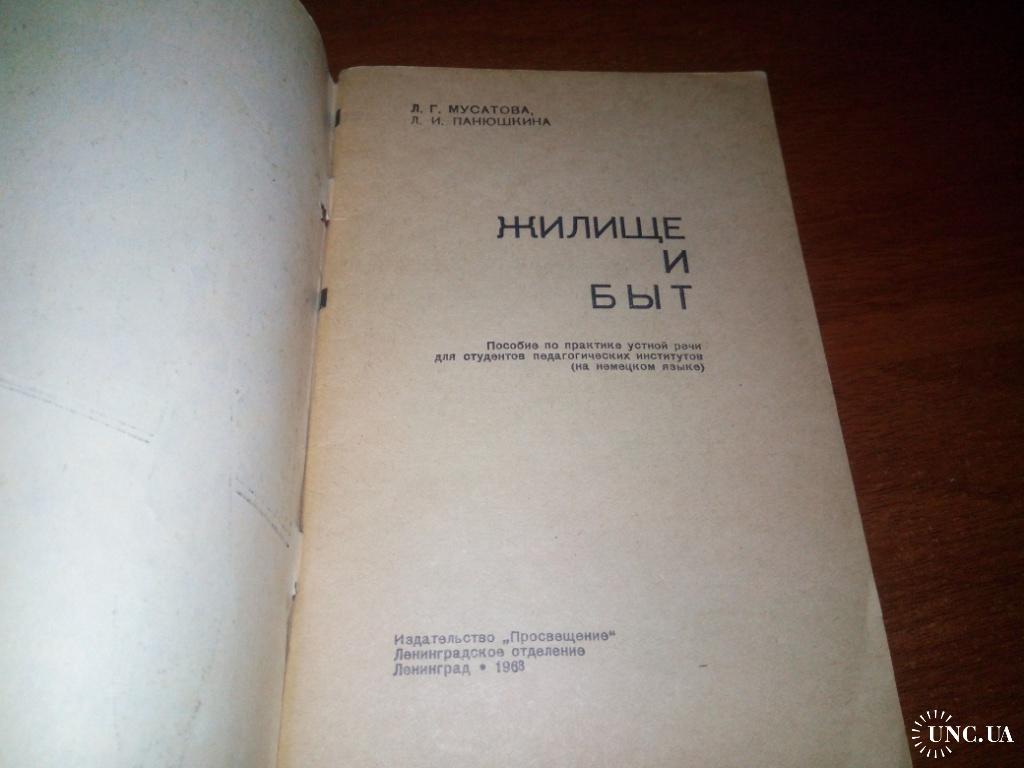 Л. Г. МУСАТОВА,
Л. И. ПАНЮШКИНА
ЖИЛИЩЕ
И
БЫТ
Пособие по практике устной речи
для студентов педагогических институтов
(на немецком языке)
Издательство „Просвещение“
Ленинградское отделение
Ленинград • 1968
UNC.UA